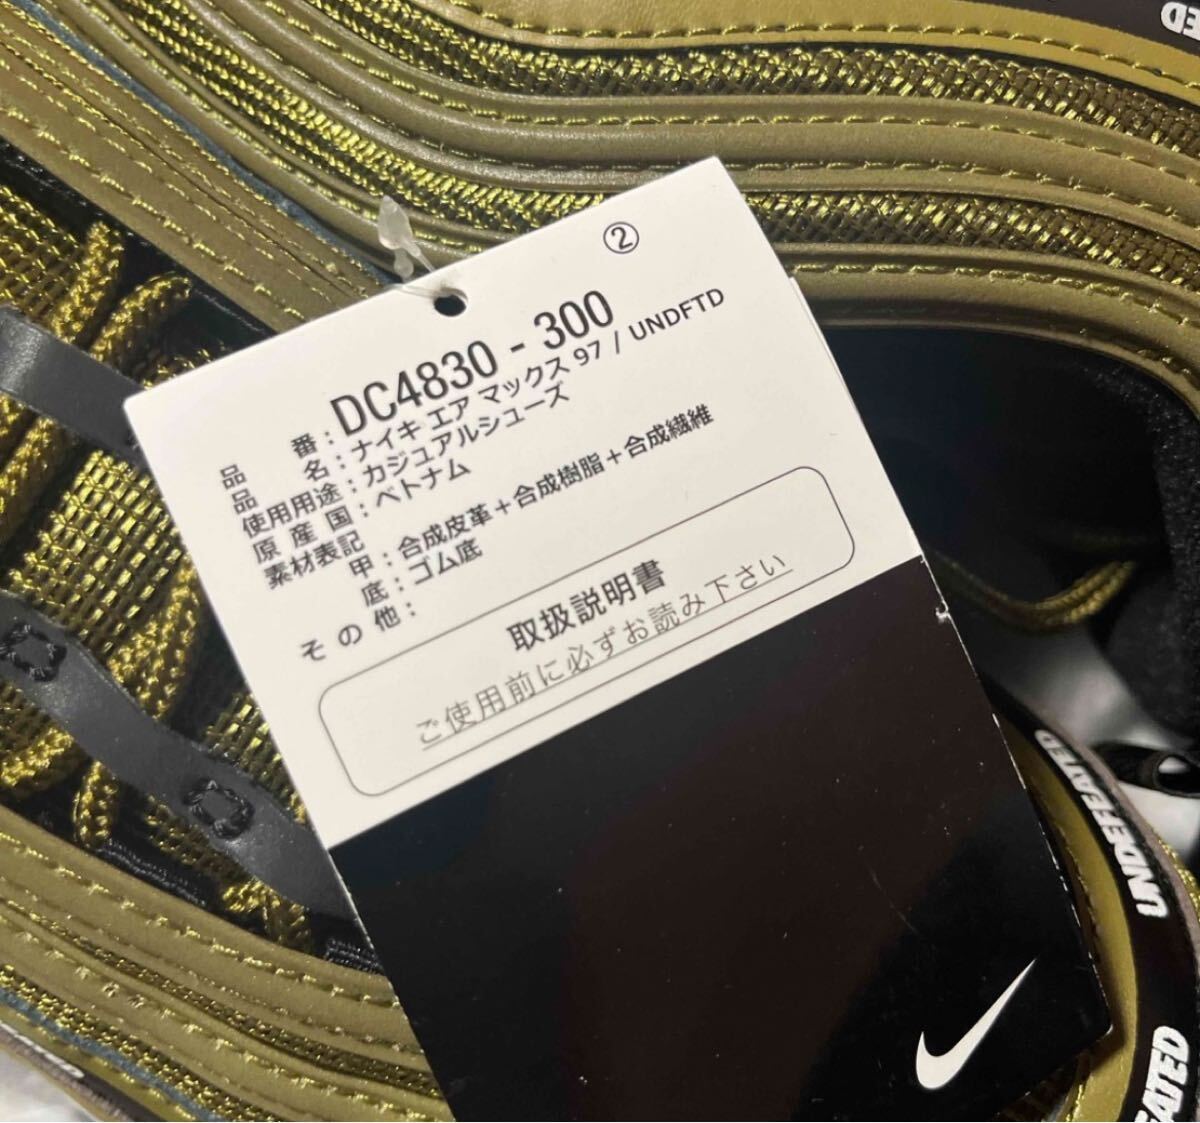 ②
品番:DC4830 - 300
品名:ナイキ エア マックス 97 / UNDFTD
使用用途:カジュアルシューズ
原産国:ベトナム
素材表記
甲:合成皮革+合成樹脂+合成繊維
底:ゴム底
その他:
取扱説明書
ご使用前に必ずお読み下さい
UNDEFEATED
EATED
ED